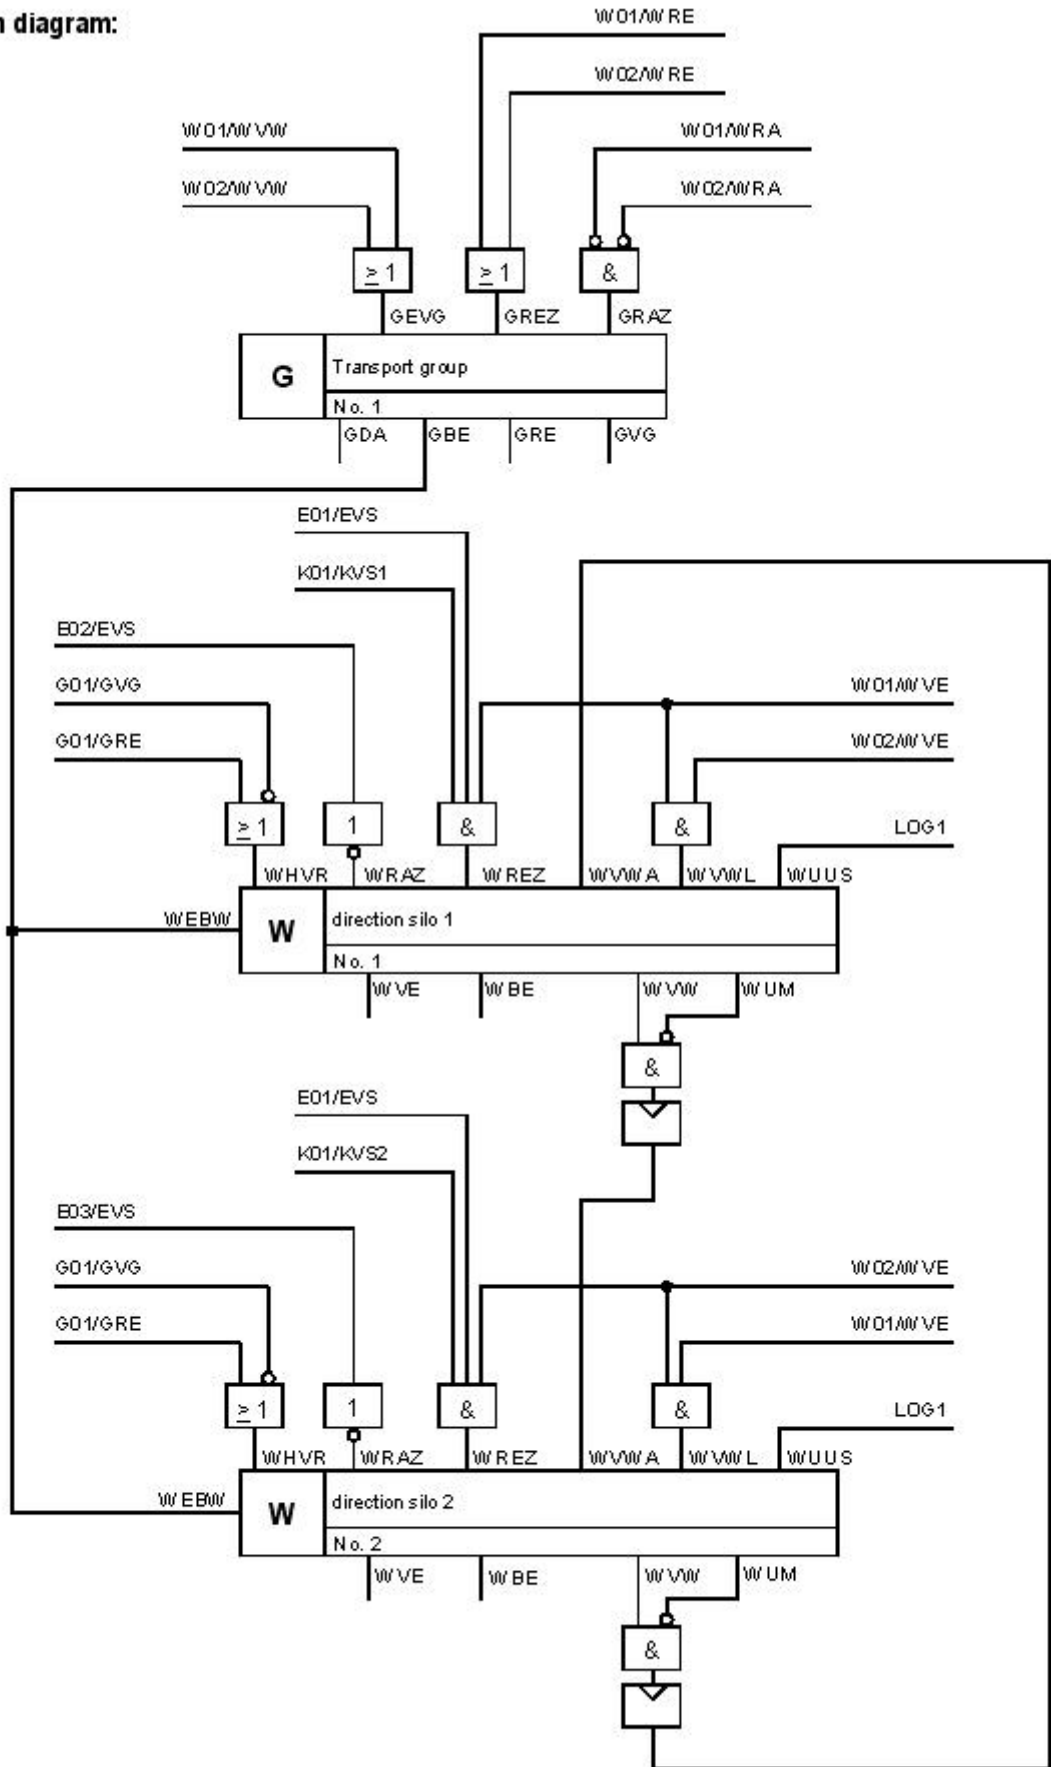 n diagram:
W01/WRE
W02/WRE
W01/WVW
W01/WRA
W02/WVW
W02/WRA
≥ 1
≥ 1
&
GEVG
GREZ
GRAZ
G
Transport group
No. 1
GDA
GBE
GRE
GVG
E01/EVS
K01/KVS1
E02/EVS
G01/GVG
W01/WVE
G01/GRE
W02/WVE
≥ 1
1
&
&
LOG1
WHVR
WRAZ
WREZ
WVWA
WVWL
WUUS
WEBW
W
direction silo 1
No. 1
WVE
WBE
WVW
WUM
&
E01/EVS
K01/KVS2
E03/EVS
G01/GVG
W02/WVE
G01/GRE
W01/WVE
≥ 1
1
&
&
LOG1
WHVR
WRAZ
WREZ
WVWA
WVWL
WUUS
WEBW
W
direction silo 2
No. 2
WVE
WBE
WVW
WUM
&